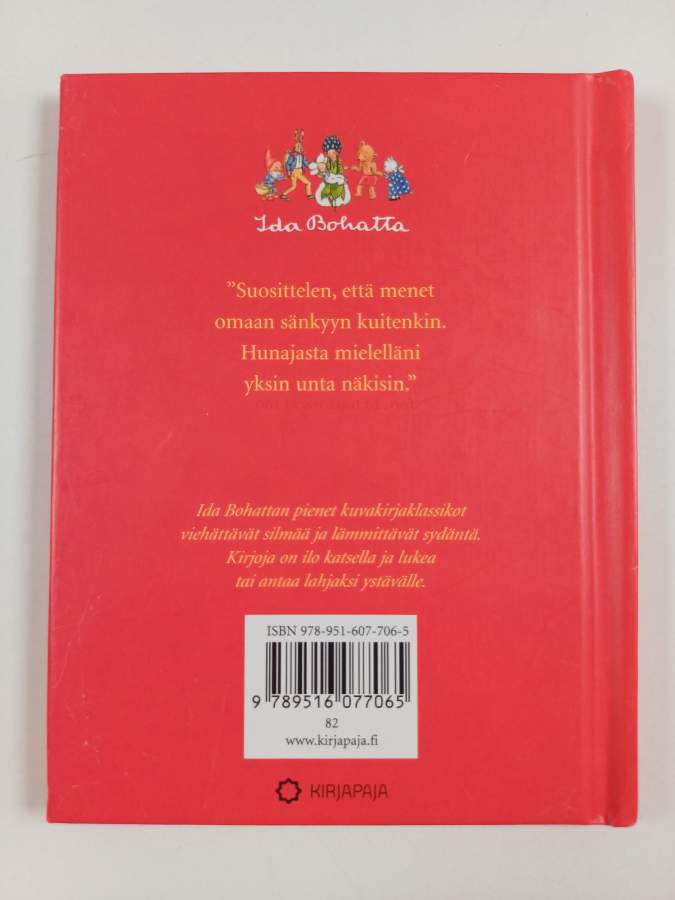 Ida Bohatta
”Suosittelen, että menet
omaan sänkyyn kuitenkin.
Hunajasta mielelläni
yksin unta näkisin.”
Ida Bohattan pienet kuvakirjaklassikot
viehättävät silmää ja lämmittävät sydäntä.
Kirjoja on ilo katsella ja lukea
tai antaa lahjaksi ystävälle.
ISBN 978-951-607-706-5
9 789516 077065
82
www.kirjapaja.fi
KIRJAPAJA